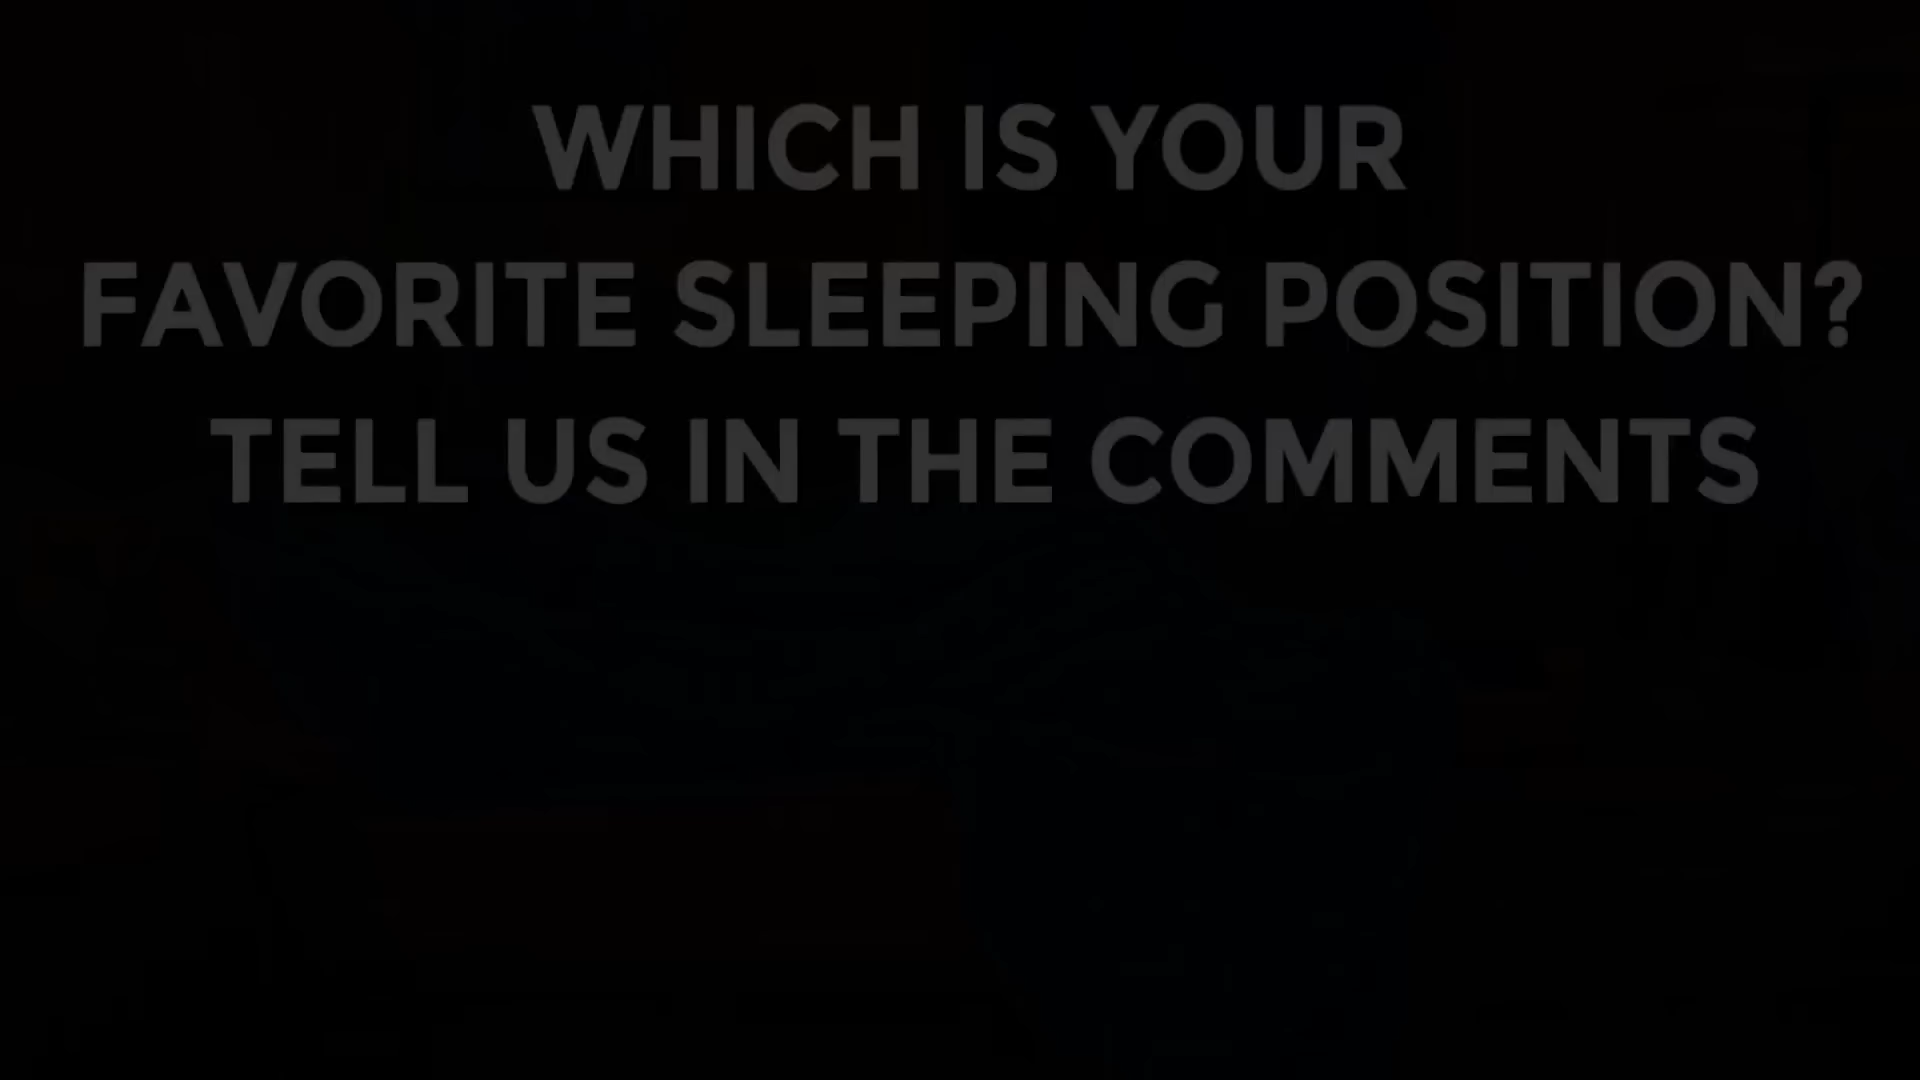 WHICH IS YOUR
FAVORITE SLEEPING POSITION?
TELL US IN THE COMMENTS